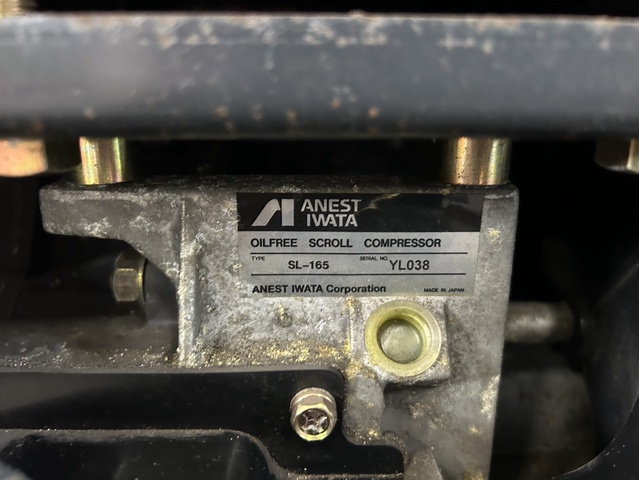 ANEST
IWATA
OILFREE SCROLL COMPRESSOR
TYPE SL-165 SERIAL NO YL038
ANEST IWATA Corporation MADE IN JAPAN